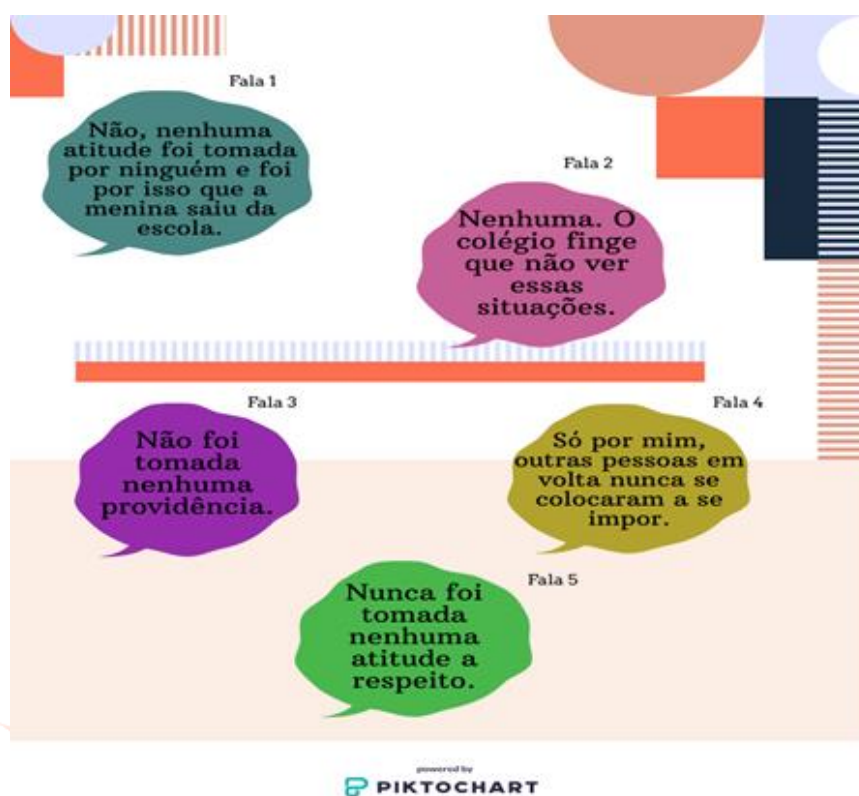 Fala 1
Não, nenhuma
atitude foi tomada
por ninguém e foi
por isso que a
menina saiu da
escola.
Fala 2
Nenhuma. O
colégio finge
que não ver
essas
situações.
Fala 3
Não foi
tomada
nenhuma
providência.
Fala 4
Só por mim,
outras pessoas em
volta nunca se
colocaram a se
impor.
Fala 5
Nunca foi
tomada
nenhuma
atitude a
respeito.
powered by
PIKTOCHART